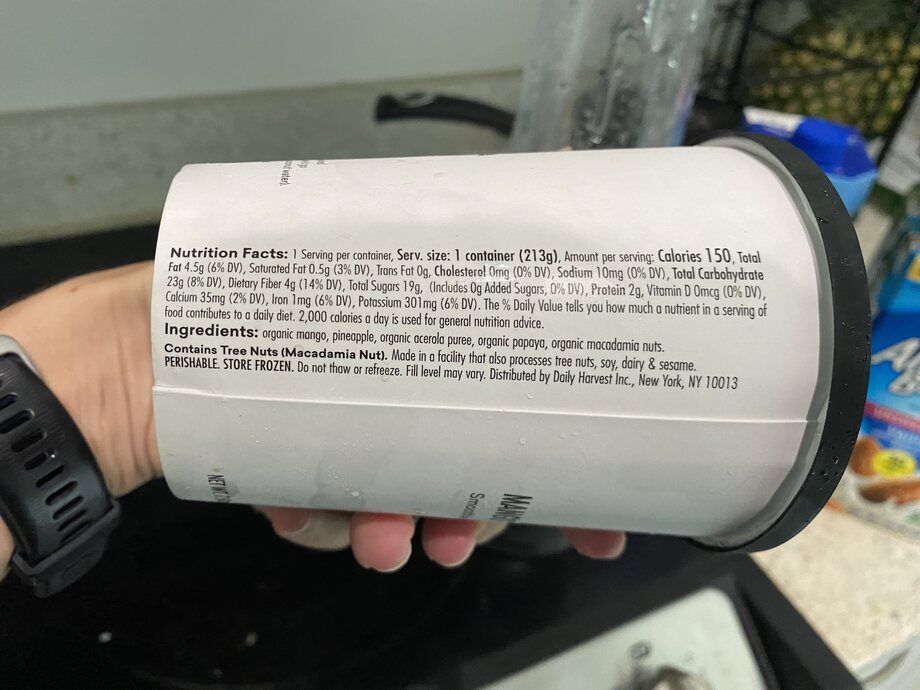 Nutrition Facts: 1 Serving per container, Serv. size: 1 container (213g), Amount per serving: Calories 150, Total
Fat 4.5g (6% DV), Saturated Fat 0.5g (3% DV), Trans Fat 0g, Cholesterol 0mg (0% DV), Sodium 10mg (0% DV), Total Carbohydrate
23g (8% DV), Dietary Fiber 4g (14% DV), Total Sugars 19g, (Includes 0g Added Sugars, 0% DV), Protein 2g, Vitamin D 0mcg (0% DV),
Calcium 35mg (2% DV), Iron 1mg (6% DV), Potassium 301mg (6% DV). The % Daily Value tells you how much a nutrient in a serving of
food contributes to a daily diet. 2,000 calories a day is used for general nutrition advice.
Ingredients: organic mango, pineapple, organic acerola puree, organic papaya, organic macadamia nuts.
Contains Tree Nuts (Macadamia Nut). Made in a facility that also processes tree nuts, soy, dairy & sesame.
PERISHABLE. STORE FROZEN. Do not thaw or refreeze. Fill level may vary. Distributed by Daily Harvest Inc., New York, NY 10013
NET WT
MANG
Smoo